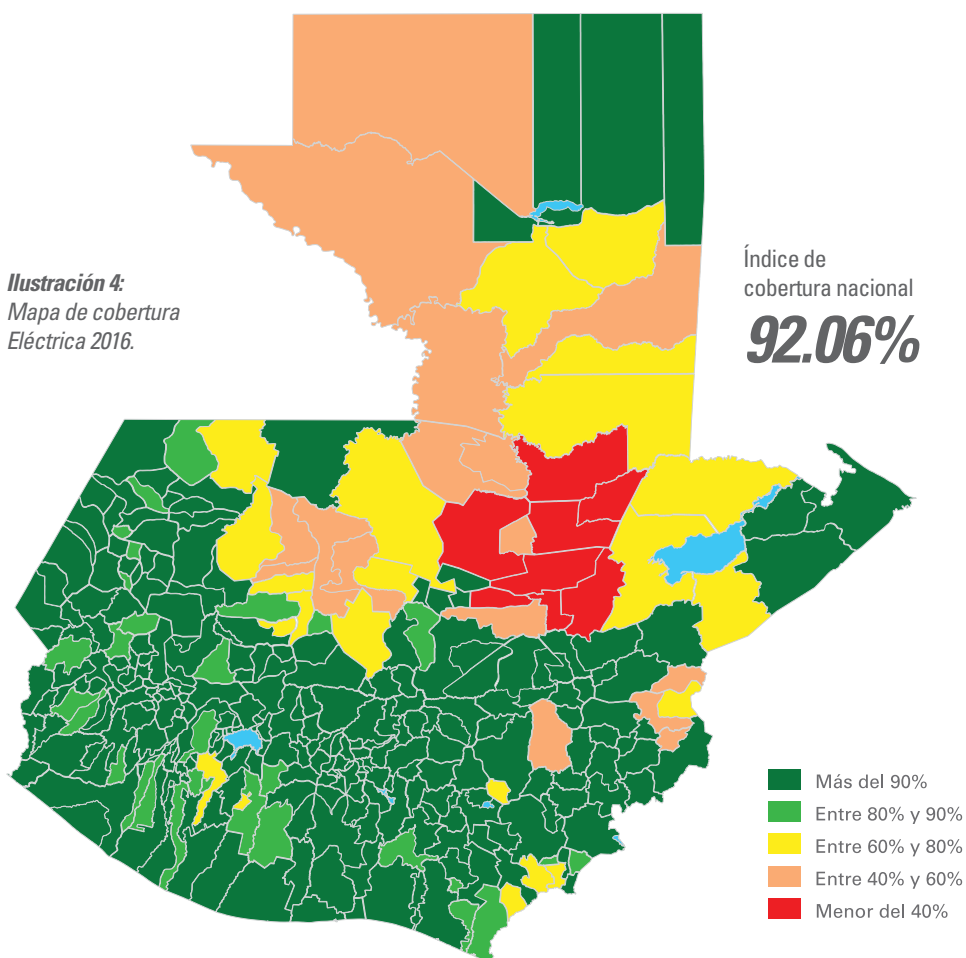 Ilustración 4:
Mapa de cobertura
Eléctrica 2016.
Índice de
cobertura nacional
92.06%
Más del 90%
Entre 80% y 90%
Entre 60% y 80%
Entre 40% y 60%
Menor del 40%